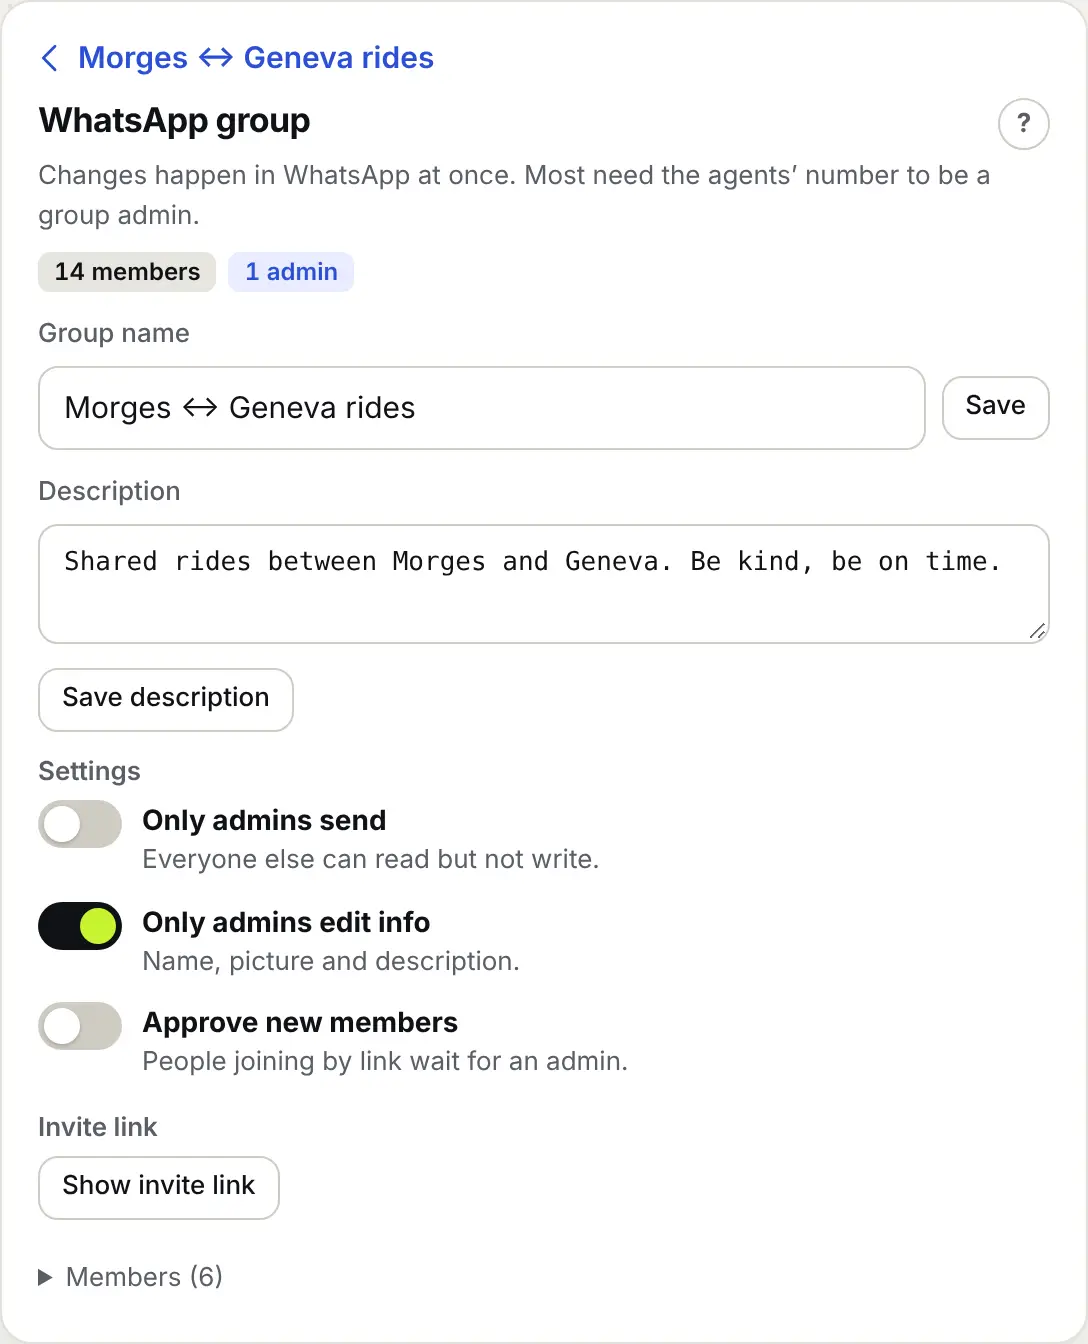 Morges ↔ Geneva rides
WhatsApp group
?
Changes happen in WhatsApp at once. Most need the agents’ number to be a
group admin.
14 members
1 admin
Group name
Morges ↔ Geneva rides
Save
Description
Shared rides between Morges and Geneva. Be kind, be on time.
Save description
Settings
Only admins send
Everyone else can read but not write.
Only admins edit info
Name, picture and description.
Approve new members
People joining by link wait for an admin.
Invite link
Show invite link
Members (6)